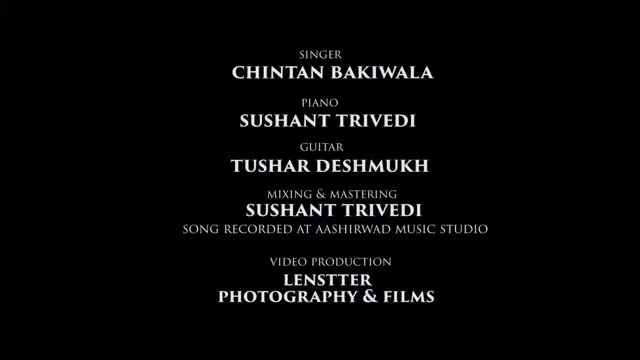 SINGER
CHINTAN BAKIWALA
PIANO
SUSHANT TRIVEDI
GUITAR
TUSHAR DESHMUKH
MIXING & MASTERING
SUSHANT TRIVEDI
SONG RECORDED AT AASHIRWAD MUSIC STUDIO
VIDEO PRODUCTION
LENSTTER
PHOTOGRAPHY & FILMS